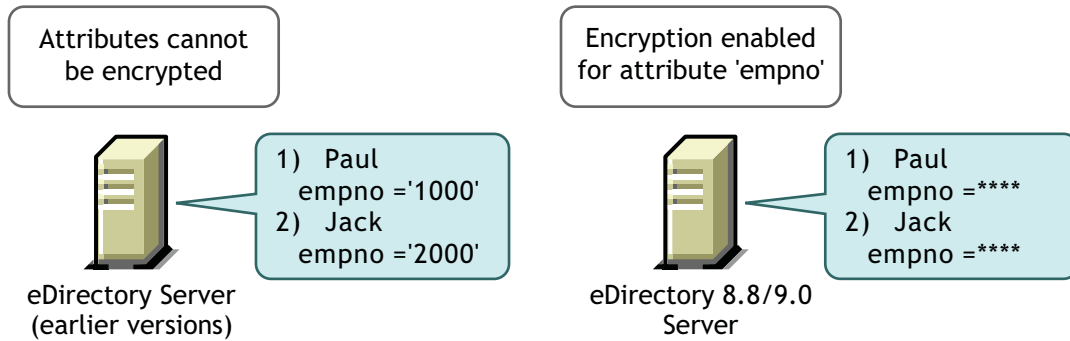 Attributes cannot
be encrypted
1) Paul
empno ='1000'
2) Jack
empno ='2000'
eDirectory Server
(earlier versions)
Encryption enabled
for attribute 'empno'
1) Paul
empno =****
2) Jack
empno =****
eDirectory 8.8/9.0
Server